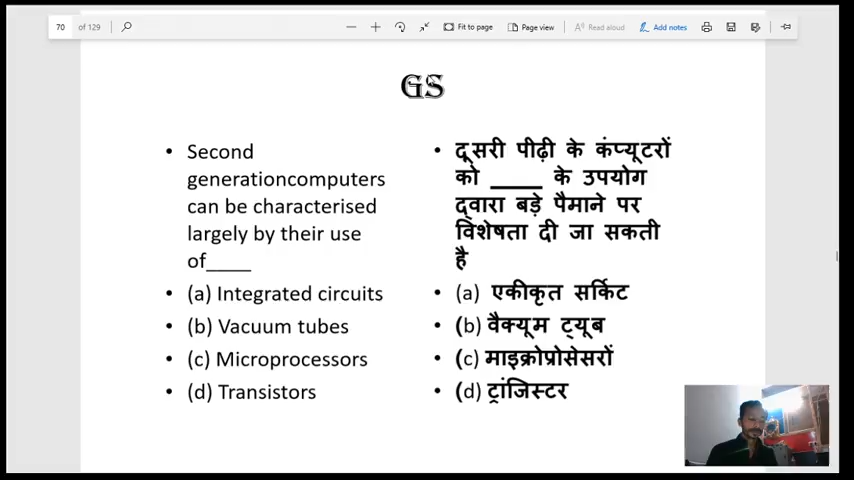 70 of 129 Fit to page Page view Read aloud Add notes
GS
• Second
generationcomputers
can be characterised
largely by their use
of____
• (a) Integrated circuits
• (b) Vacuum tubes
• (c) Microprocessors
• (d) Transistors
• दूसरी पीढ़ी के कंप्यूटरों
को ____ के उपयोग
द्वारा बड़े पैमाने पर
विशेषता दी जा सकती
है
• (a) एकीकृत सर्किट
• (b) वैक्यूम ट्यूब
• (c) माइक्रोप्रोसेसरों
• (d) ट्रांजिस्टर